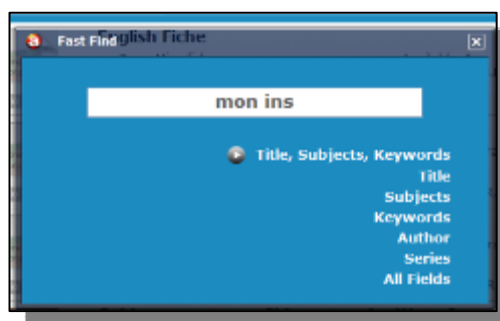 English Fiche
Fast Find
mon ins
Title, Subjects, Keywords
Title
Subjects
Keywords
Author
Series
All Fields